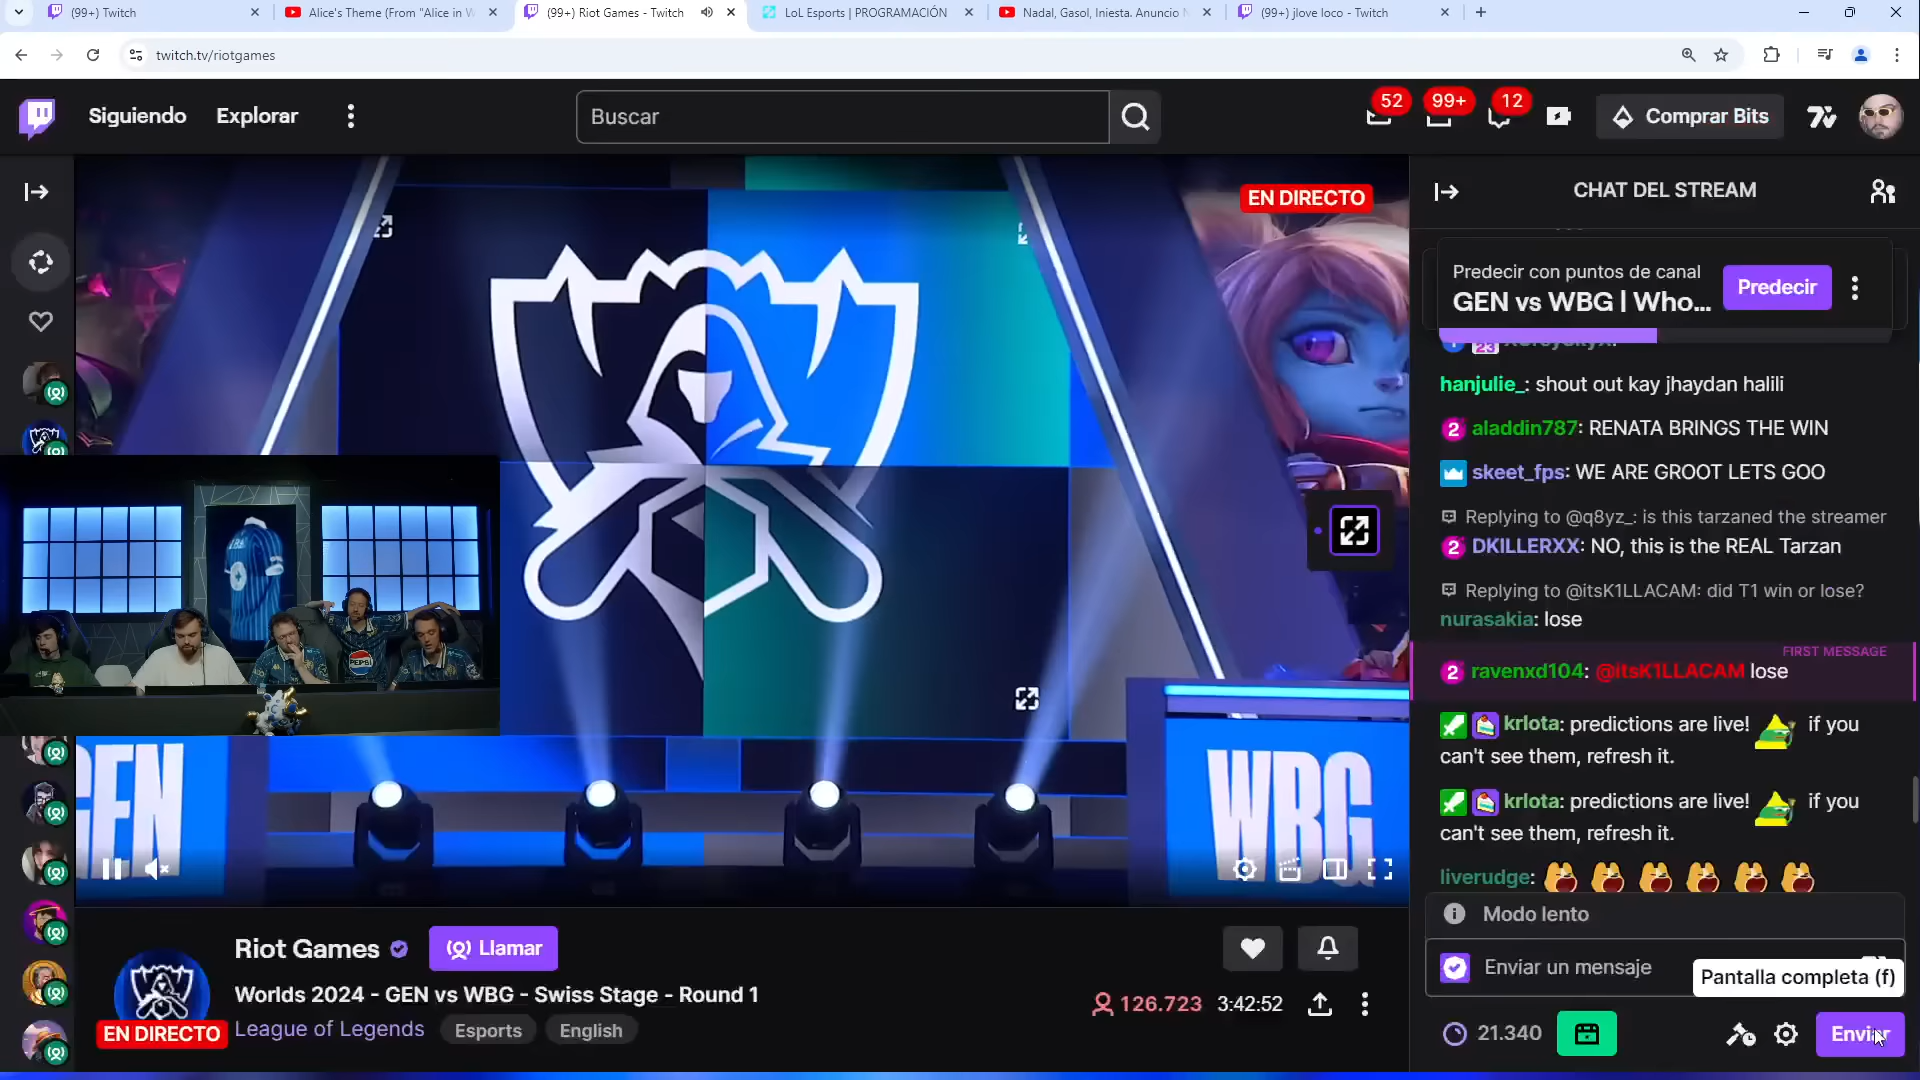 (99+) Twitch
Alice's Theme (From "Alice in W
(99+) Riot Games - Twitch
LoL Esports | PROGRAMACIÓN
Nadal, Gasol, Iniesta. Anuncio N
(99+) jlove loco - Twitch
twitch.tv/riotgames
Siguiendo
Explorar
Buscar
52
99+
12
Comprar Bits
EN DIRECTO
CHAT DEL STREAM
Predecir con puntos de canal
GEN vs WBG | Who...
Predecir
23
hanjulie_: shout out kay jhaydan halili
2 aladdin787: RENATA BRINGS THE WIN
skeet_fps: WE ARE GROOT LETS GOO
Replying to @q8yz_: is this tarzaned the streamer
2 DKILLERXX: NO, this is the REAL Tarzan
Replying to @itsK1LLACAM: did T1 win or lose?
nurasakia: lose
FIRST MESSAGE
2 ravenxd104: @itsK1LLACAM lose
krlota: predictions are live! if you
can't see them, refresh it.
krlota: predictions are live! if you
can't see them, refresh it.
liverudge:
PEPSI
GEN
WBG
Riot Games
Llamar
Worlds 2024 - GEN vs WBG - Swiss Stage - Round 1
League of Legends
Esports
English
EN DIRECTO
126.723
3:42:52
Modo lento
Enviar un mensaje
Pantalla completa (f)
21.340
Enviar